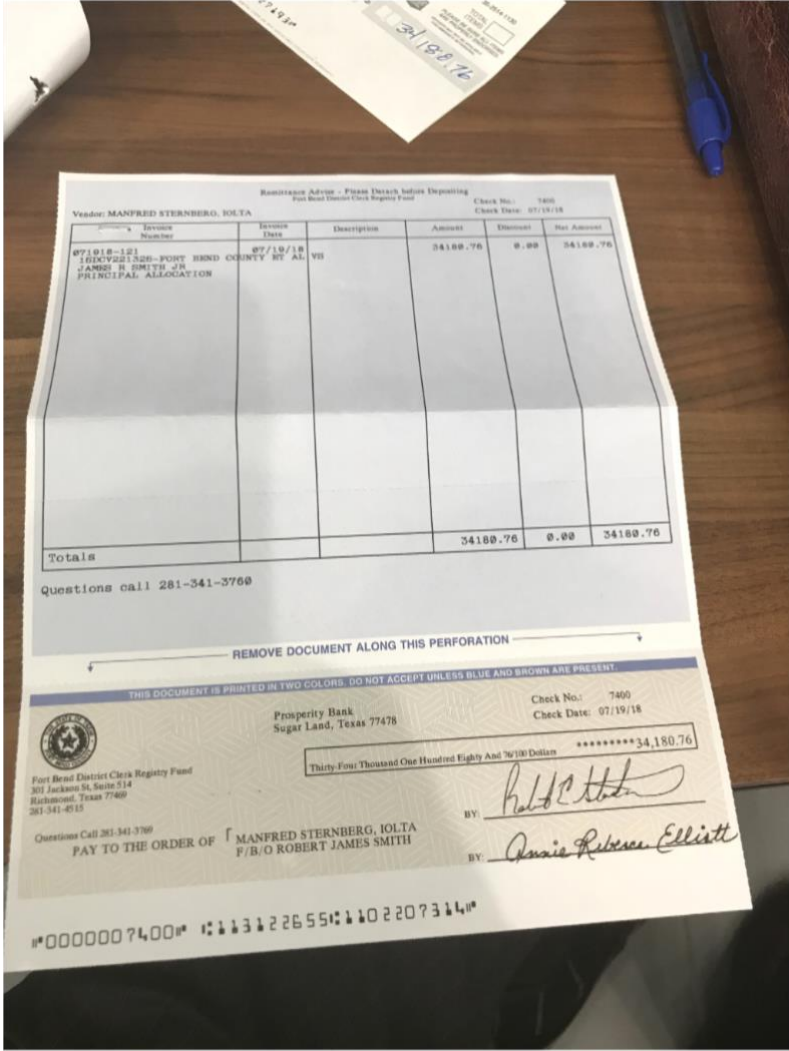 TOTAL
ITEMS
34188.76
Remittance Advice - Please Detach before Depositing
Fort Bend District Clerk Registry Fund
Check No.: 7400
Vendor: MANFRED STERNBERG, IOLTA
Check Date: 07/19/18
Invoice Number Invoice Date Description Amount Discount Net Amount
071018-121 07/19/18 34180.76 0.00 34180.76
FORT BEND COUNTY ET AL VS
JAMES R SMITH JR
PRINCIPAL ALLOCATION
Totals 34180.76 0.00 34180.76
Questions call 281-341-3760
REMOVE DOCUMENT ALONG THIS PERFORATION
THIS DOCUMENT IS PRINTED IN TWO COLORS. DO NOT ACCEPT UNLESS BLUE AND BROWN ARE PRESENT.
Prosperity Bank
Sugar Land, Texas 77478
Check No.: 7400
Check Date: 07/19/18
Thirty-Four Thousand One Hundred Eighty And 76/100 Dollars *********34,180.76
Fort Bend District Clerk Registry Fund
301 Jackson St, Suite 514
Richmond, Texas 77469
281-341-4515
BY:
Questions Call 281-341-3760
PAY TO THE ORDER OF MANFRED STERNBERG, IOLTA
F/B/O ROBERT JAMES SMITH
BY: Annie Rebecca Elliott
⑈0000007400⑈ ⑆113122655⑆1102207314⑈